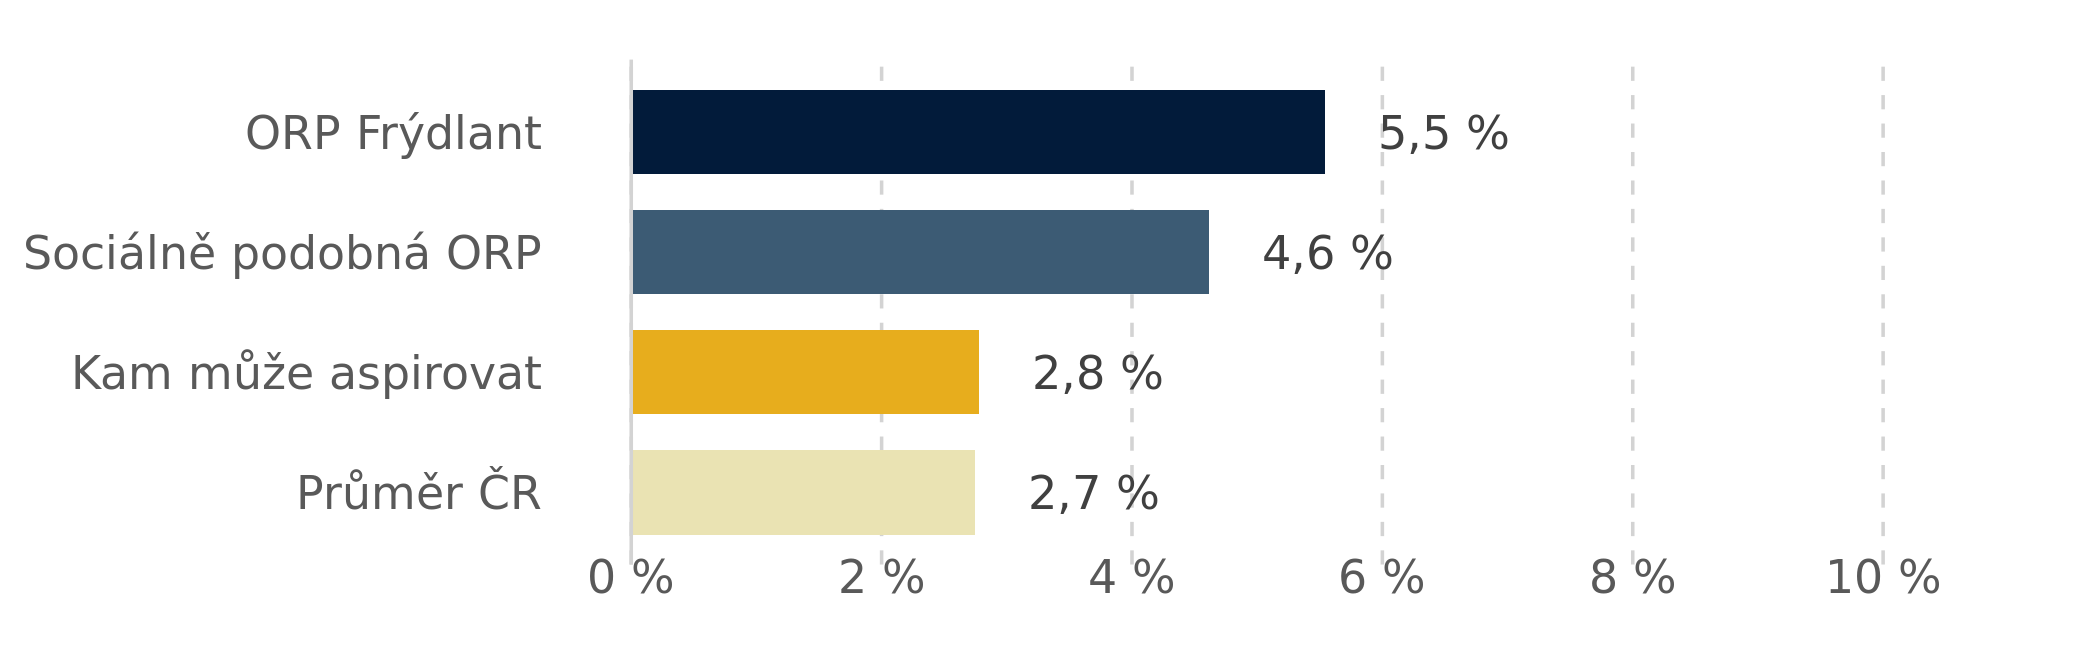 ORP Frýdlant 5,5 %
Sociálně podobná ORP 4,6 %
Kam může aspirovat 2,8 %
Průměr ČR 2,7 %
0 % 2 % 4 % 6 % 8 % 10 %